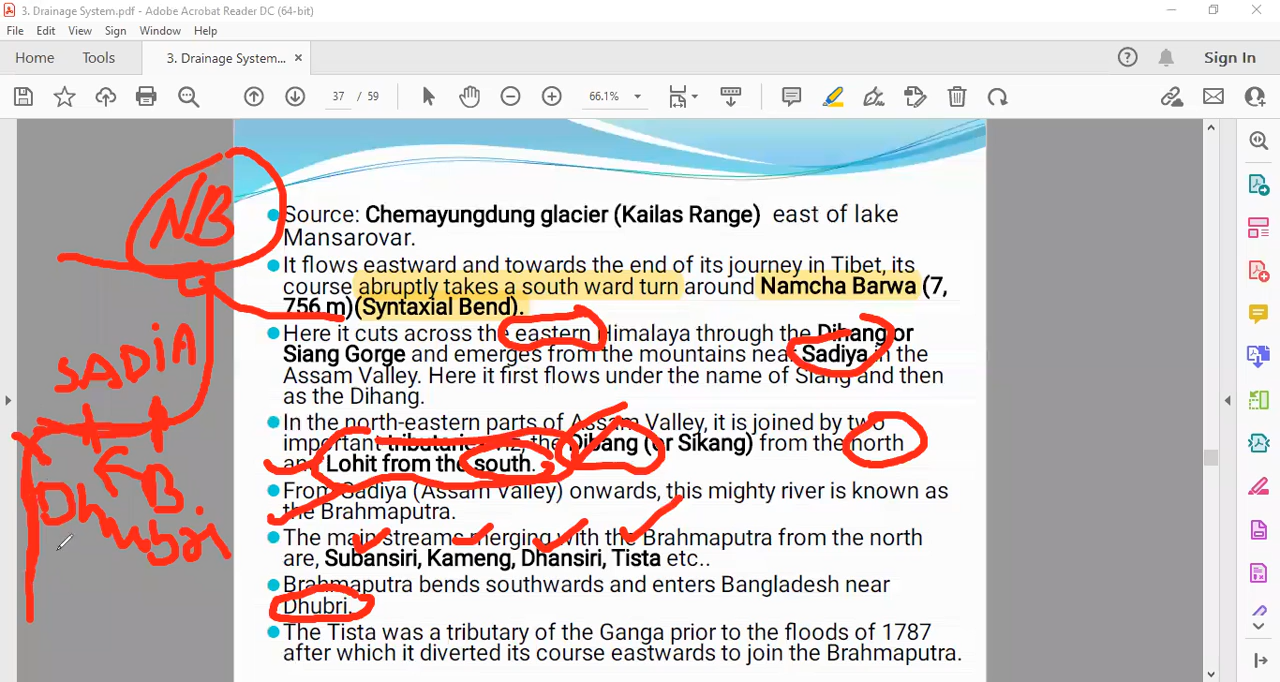 3. Drainage System.pdf - Adobe Acrobat Reader DC (64-bit)
File Edit View Sign Window Help
Home Tools 3. Drainage System... × Sign In
37 / 59 66.1%
NB
SADIA
B.
Dhubri
Source: Chemayungdung glacier (Kailas Range) east of lake
Mansarovar.
It flows eastward and towards the end of its journey in Tibet, its
course abruptly takes a south ward turn around Namcha Barwa (7,
756 m)(Syntaxial Bend).
Here it cuts across the eastern Himalaya through the Dihang or
Siang Gorge and emerges from the mountains near Sadiya in the
Assam Valley. Here it first flows under the name of Siang and then
as the Dihang.
In the north-eastern parts of Assam Valley, it is joined by two
important tributaries viz, the Dibang (or Sikang) from the north
and Lohit from the south.
From Sadiya (Assam Valley) onwards, this mighty river is known as
the Brahmaputra.
The main streams merging with the Brahmaputra from the north
are, Subansiri, Kameng, Dhansiri, Tista etc..
Brahmaputra bends southwards and enters Bangladesh near
Dhubri.
The Tista was a tributary of the Ganga prior to the floods of 1787
after which it diverted its course eastwards to join the Brahmaputra.